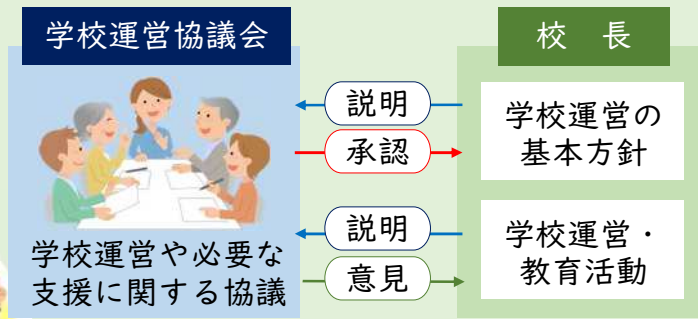 学校運営協議会
学校運営や必要な
支援に関する協議
説明
承認
説明
意見
校　長
学校運営の
基本方針
学校運営・
教育活動